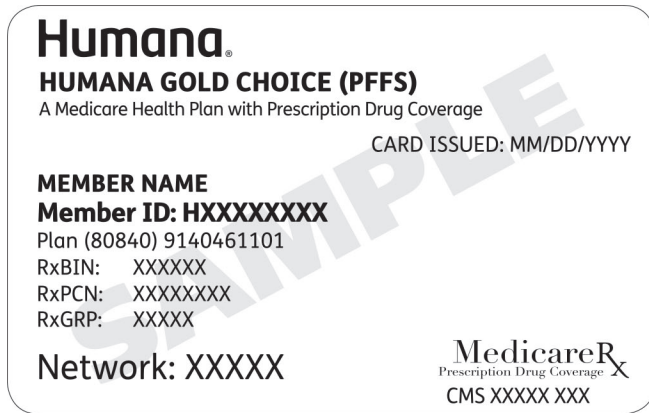 Humana®
HUMANA GOLD CHOICE (PFFS)
A Medicare Health Plan with Prescription Drug Coverage
CARD ISSUED: MM/DD/YYYY
MEMBER NAME
Member ID: HXXXXXXXX
Plan (80840) 9140461101
RxBIN: XXXXXX
RxPCN: XXXXXXXX
RxGRP: XXXXX
Network: XXXXX
MedicareRx
Prescription Drug Coverage
CMS XXXXX XXX
SAMPLE